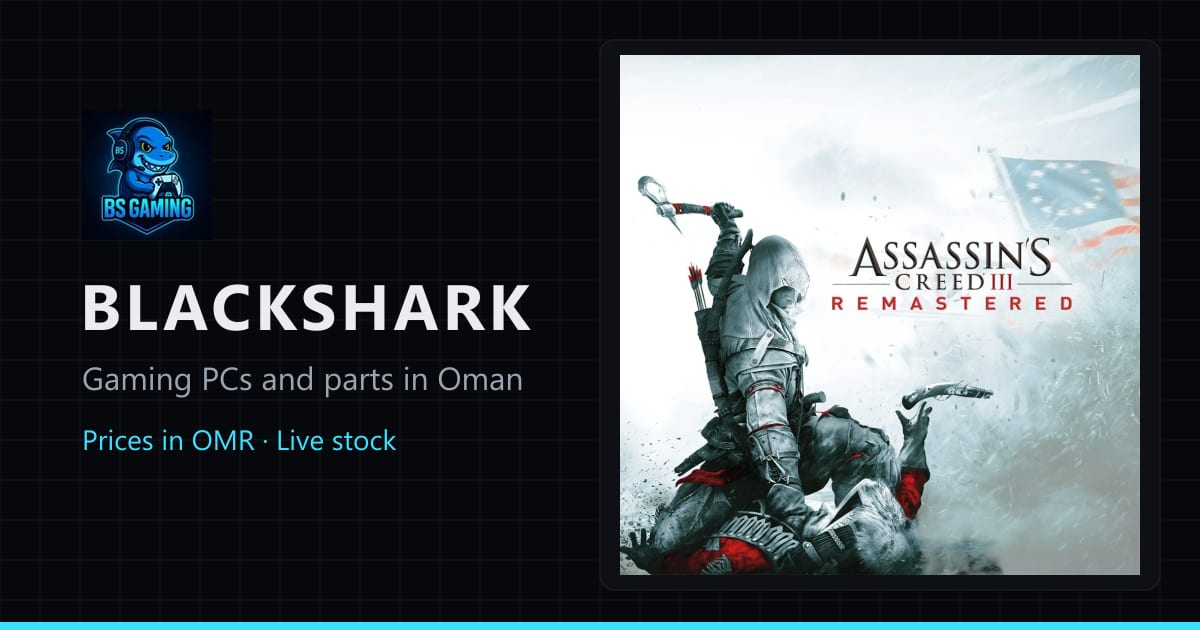 BS
BS GAMING
BLACKSHARK
Gaming PCs and parts in Oman
Prices in OMR · Live stock
ASSASSIN'S
CREED III
REMASTERED